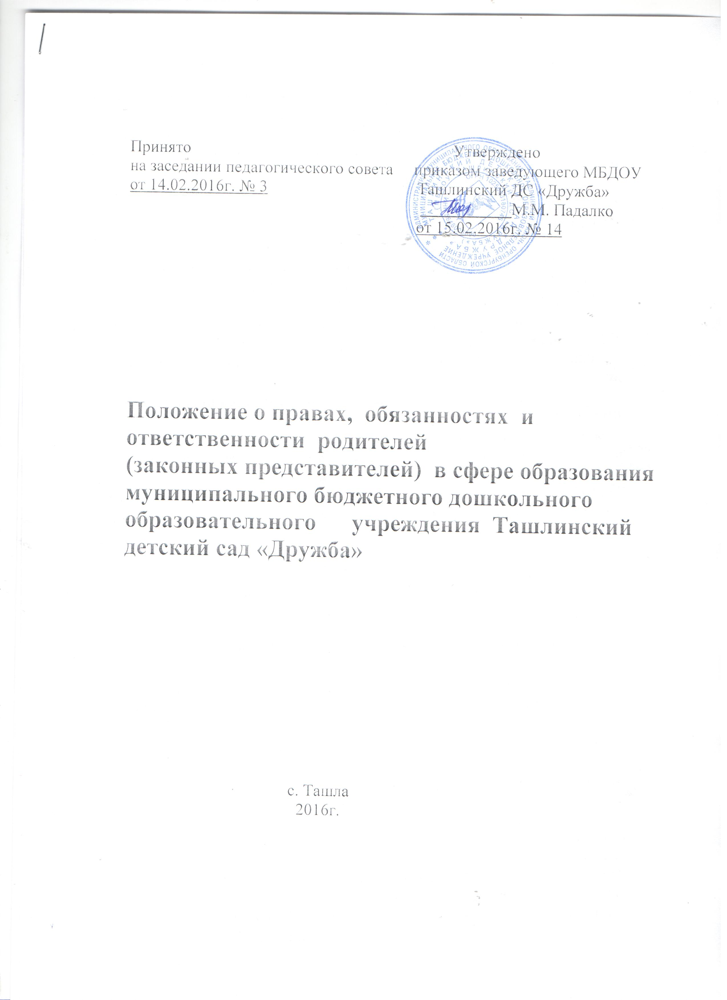 Принято
на заседании педагогического совета
от 14.02.2016г. № 3
Утверждено
приказом заведующего МБДОУ
Ташлинский ДС «Дружба»
М.М. Падалко
от 15.02.2016г. № 14
Положение о правах, обязанностях и
ответственности родителей
(законных представителей) в сфере образования
муниципального бюджетного дошкольного
образовательного учреждения Ташлинский
детский сад «Дружба»
с. Ташла
2016г.